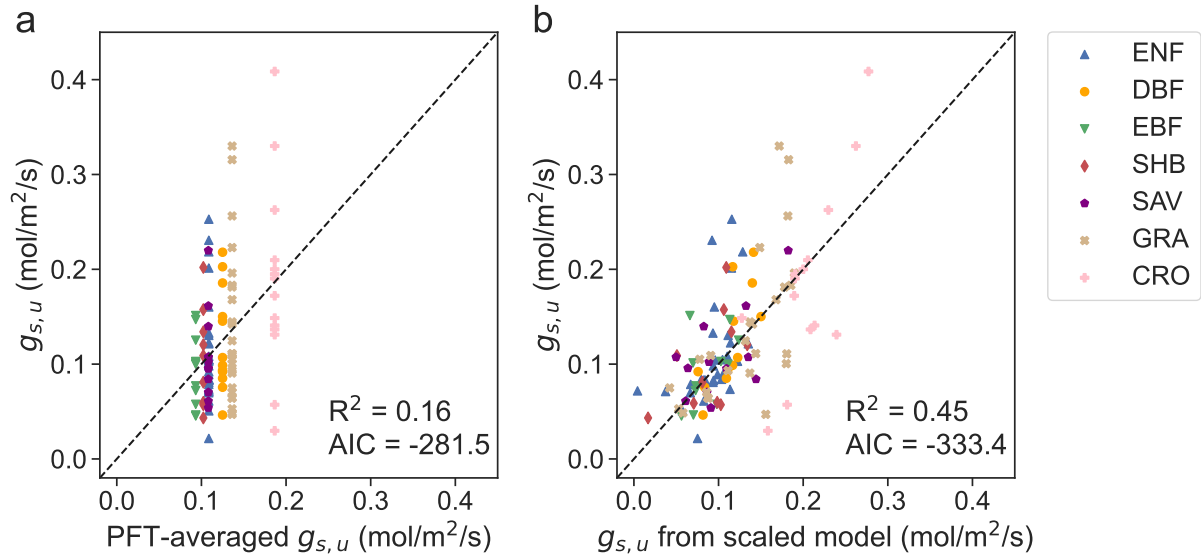 a
b
g_{s,u} (mol/m²/s)
0.4
0.3
0.2
0.1
0.0
R² = 0.16
AIC = -281.5
0.0 0.1 0.2 0.3 0.4
PFT-averaged g_{s,u} (mol/m²/s)
g_{s,u} (mol/m²/s)
0.4
0.3
0.2
0.1
0.0
R² = 0.45
AIC = -333.4
0.0 0.1 0.2 0.3 0.4
g_{s,u} from scaled model (mol/m²/s)
ENF
DBF
EBF
SHB
SAV
GRA
CRO